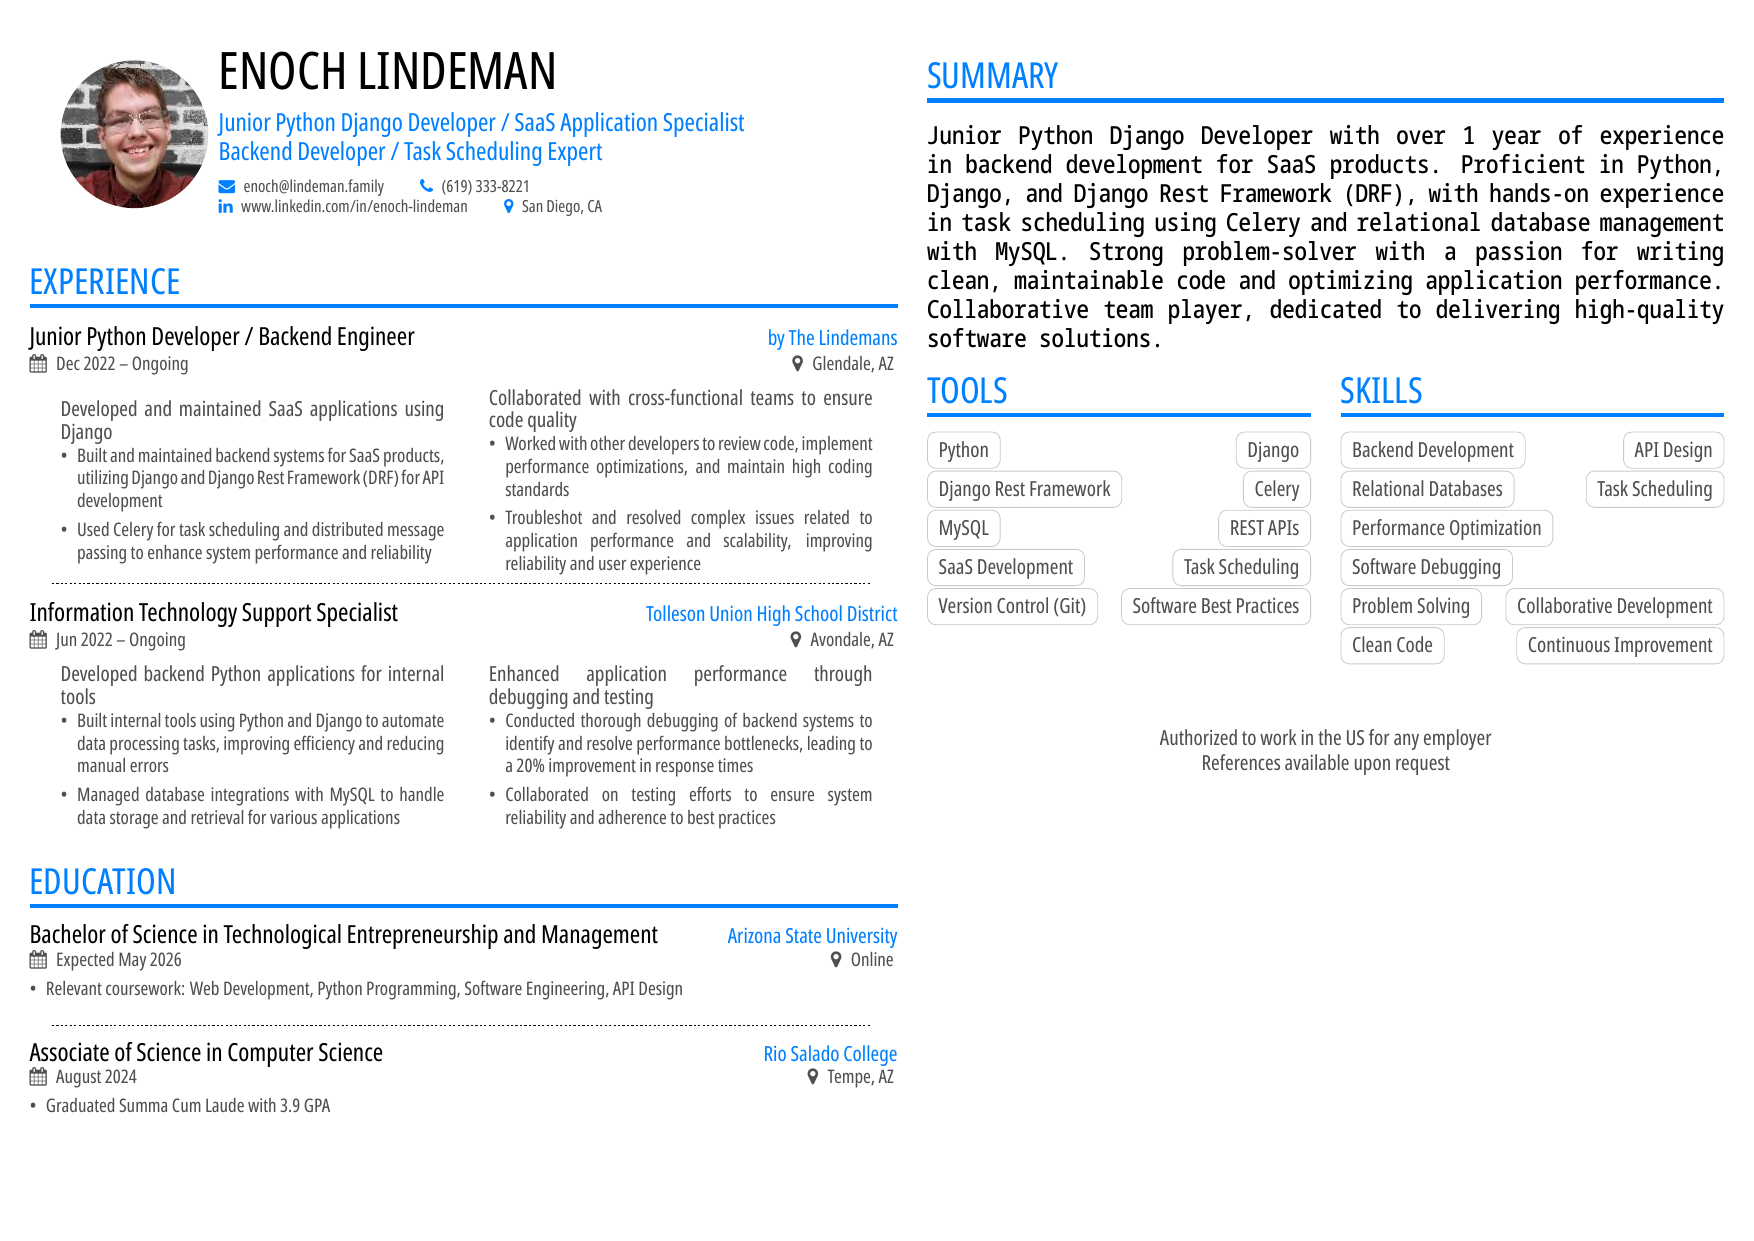 ENOCH LINDEMAN
Junior Python Django Developer / SaaS Application Specialist
Backend Developer / Task Scheduling Expert
enoch@lindeman.family (619) 333-8221
www.linkedin.com/in/enoch-lindeman San Diego, CA
EXPERIENCE
Junior Python Developer / Backend Engineer by The Lindemans
Dec 2022 – Ongoing Glendale, AZ
Developed and maintained SaaS applications using
Django
• Built and maintained backend systems for SaaS products,
utilizing Django and Django Rest Framework (DRF) for API
development
• Used Celery for task scheduling and distributed message
passing to enhance system performance and reliability
Collaborated with cross-functional teams to ensure
code quality
• Worked with other developers to review code, implement
performance optimizations, and maintain high coding
standards
• Troubleshot and resolved complex issues related to
application performance and scalability, improving
reliability and user experience
Information Technology Support Specialist Tolleson Union High School District
Jun 2022 – Ongoing Avondale, AZ
Developed backend Python applications for internal
tools
• Built internal tools using Python and Django to automate
data processing tasks, improving efficiency and reducing
manual errors
• Managed database integrations with MySQL to handle
data storage and retrieval for various applications
Enhanced application performance through
debugging and testing
• Conducted thorough debugging of backend systems to
identify and resolve performance bottlenecks, leading to
a 20% improvement in response times
• Collaborated on testing efforts to ensure system
reliability and adherence to best practices
EDUCATION
Bachelor of Science in Technological Entrepreneurship and Management Arizona State University
Expected May 2026 Online
• Relevant coursework: Web Development, Python Programming, Software Engineering, API Design
Associate of Science in Computer Science Rio Salado College
August 2024 Tempe, AZ
• Graduated Summa Cum Laude with 3.9 GPA
SUMMARY
Junior Python Django Developer with over 1 year of experience
in backend development for SaaS products. Proficient in Python,
Django, and Django Rest Framework (DRF), with hands-on experience
in task scheduling using Celery and relational database management
with MySQL. Strong problem-solver with a passion for writing
clean, maintainable code and optimizing application performance.
Collaborative team player, dedicated to delivering high-quality
software solutions.
TOOLS
Python Django
Django Rest Framework Celery
MySQL REST APIs
SaaS Development Task Scheduling
Version Control (Git) Software Best Practices
SKILLS
Backend Development API Design
Relational Databases Task Scheduling
Performance Optimization
Software Debugging
Problem Solving Collaborative Development
Clean Code Continuous Improvement
Authorized to work in the US for any employer
References available upon request